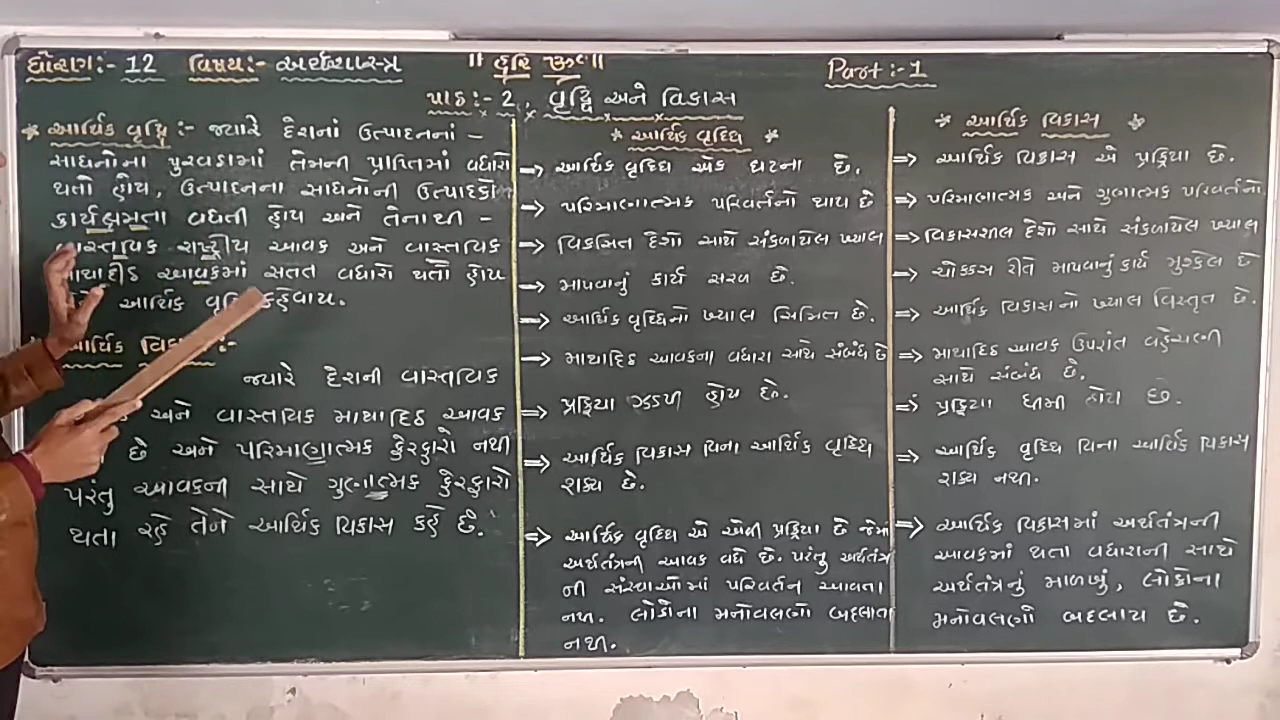 ધોરણ:- 12 વિષય:- અર્થશાસ્ત્ર
॥ હરિ ૐ ॥
Part:-1
પાઠ:- 2, વૃદ્ધિ અને વિકાસ
* આર્થિક વૃદ્ધિ:- જ્યારે દેશનાં ઉત્પાદનનાં -
સાધનોના પુરવઠામાં તેમની પ્રાપ્તિમાં વધારો
થતો હોય, ઉત્પાદનના સાધનોની ઉત્પાદકો
કાર્યક્ષમતા વધતી હોય અને તેનાથી -
વાસ્તવિક રાષ્ટ્રીય આવક અને વાસ્તવિક
માથાદીઠ આવકમાં સતત વધારો થતો હોય
આર્થિક વૃદ્ધિ કહેવાય.
આર્થિક વિકાસ:-
જ્યારે દેશની વાસ્તવિક
અને વાસ્તવિક માથાદિઠ આવક
છે અને પરિમાણાત્મક ફેરફારો નથી
પરંતુ આવકની સાથે ગુણાત્મક ફેરફારો
થતા રહે તેને આર્થિક વિકાસ કહે છે.
* આર્થિક વૃધ્ધિ *
⇒ આર્થિક વૃધ્ધિ એક ઘટના છે.
⇒ પરિમાણાત્મક પરિવર્તનો થાય છે
⇒ વિકસિત દેશો સાથે સંકળાયેલ ખ્યાલ
⇒ માપવાનું કાર્ય સરળ છે.
⇒ આર્થિક વૃધ્ધિનો ખ્યાલ સિમિત છે.
⇒ માથાદિઠ આવકના વધારા સાથે સંબંધ છે
⇒ પ્રક્રિયા ઝડપી હોય છે.
⇒ આર્થિક વિકાસ વિના આર્થિક વૃધ્ધિ
શક્ય છે.
⇒ આર્થિક વૃધ્ધિ એ એવી પ્રક્રિયા છે જેમાં
અર્થતંત્રની આવક વધે છે. પરંતુ અર્થતંત્ર
ની સંસ્થાઓમાં પરિવર્તન આવતા
નથી. લોકોના મનોવલણો બદલાતા
નથી.
* આર્થિક વિકાસ *
⇒ આર્થિક વિકાસ એ પ્રક્રિયા છે.
⇒ પરિમાણાત્મક અને ગુણાત્મક પરિવર્તનો
⇒ વિકાસશીલ દેશો સાથે સંકળાયેલ ખ્યાલ
⇒ ચોક્કસ રીતે માપવાનું કાર્ય મુશ્કેલ છે
⇒ આર્થિક વિકાસનો ખ્યાલ વિસ્તૃત છે.
⇒ માથાદિઠ આવક ઉપરાંત વહેંચણી
સાથે સંબંધ છે.
⇒ પ્રક્રિયા ધીમી હોય છે.
⇒ આર્થિક વૃધ્ધિ વિના આર્થિક વિકાસ
શક્ય નથી.
⇒ આર્થિક વિકાસમાં અર્થતંત્રની
આવકમાં થતા વધારાની સાથે
અર્થતંત્રનું માળખું, લોકોના
મનોવલણો બદલાય છે.